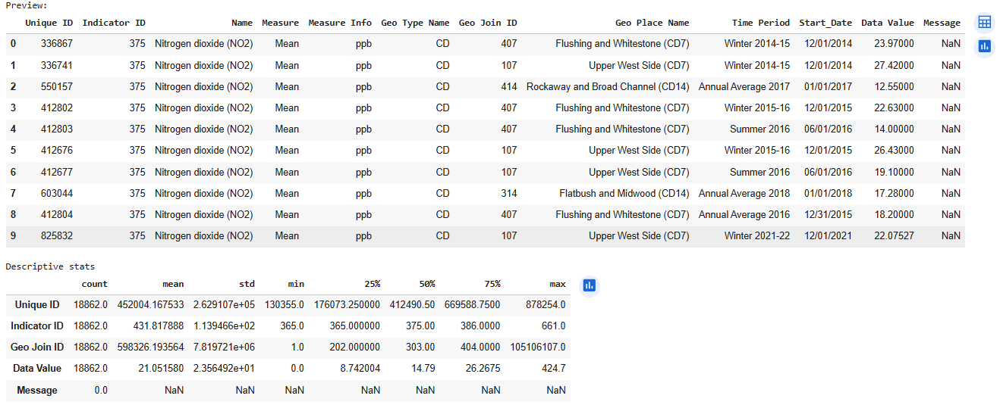 Preview:
Unique ID Indicator ID Name Measure Measure Info Geo Type Name Geo Join ID Geo Place Name Time Period Start_Date Data Value Message
0 336867 375 Nitrogen dioxide (NO2) Mean ppb CD 407 Flushing and Whitestone (CD7) Winter 2014-15 12/01/2014 23.97000 NaN
1 336741 375 Nitrogen dioxide (NO2) Mean ppb CD 107 Upper West Side (CD7) Winter 2014-15 12/01/2014 27.42000 NaN
2 550157 375 Nitrogen dioxide (NO2) Mean ppb CD 414 Rockaway and Broad Channel (CD14) Annual Average 2017 01/01/2017 12.55000 NaN
3 412802 375 Nitrogen dioxide (NO2) Mean ppb CD 407 Flushing and Whitestone (CD7) Winter 2015-16 12/01/2015 22.63000 NaN
4 412803 375 Nitrogen dioxide (NO2) Mean ppb CD 407 Flushing and Whitestone (CD7) Summer 2016 06/01/2016 14.00000 NaN
5 412676 375 Nitrogen dioxide (NO2) Mean ppb CD 107 Upper West Side (CD7) Winter 2015-16 12/01/2015 26.43000 NaN
6 412677 375 Nitrogen dioxide (NO2) Mean ppb CD 107 Upper West Side (CD7) Summer 2016 06/01/2016 19.10000 NaN
7 603044 375 Nitrogen dioxide (NO2) Mean ppb CD 314 Flatbush and Midwood (CD14) Annual Average 2018 01/01/2018 17.28000 NaN
8 412804 375 Nitrogen dioxide (NO2) Mean ppb CD 407 Flushing and Whitestone (CD7) Annual Average 2016 12/31/2015 18.20000 NaN
9 825832 375 Nitrogen dioxide (NO2) Mean ppb CD 107 Upper West Side (CD7) Winter 2021-22 12/01/2021 22.07527 NaN
Descriptive stats
count mean std min 25% 50% 75% max
Unique ID 18862.0 452004.167533 2.629107e+05 130355.0 176073.250000 412490.50 669588.7500 878254.0
Indicator ID 18862.0 431.817888 1.139466e+02 365.0 365.000000 375.00 386.0000 661.0
Geo Join ID 18862.0 598326.193564 7.819721e+06 1.0 202.000000 303.00 404.0000 105106107.0
Data Value 18862.0 21.051580 2.356492e+01 0.0 8.742004 14.79 26.2675 424.7
Message 0.0 NaN NaN NaN NaN NaN NaN NaN